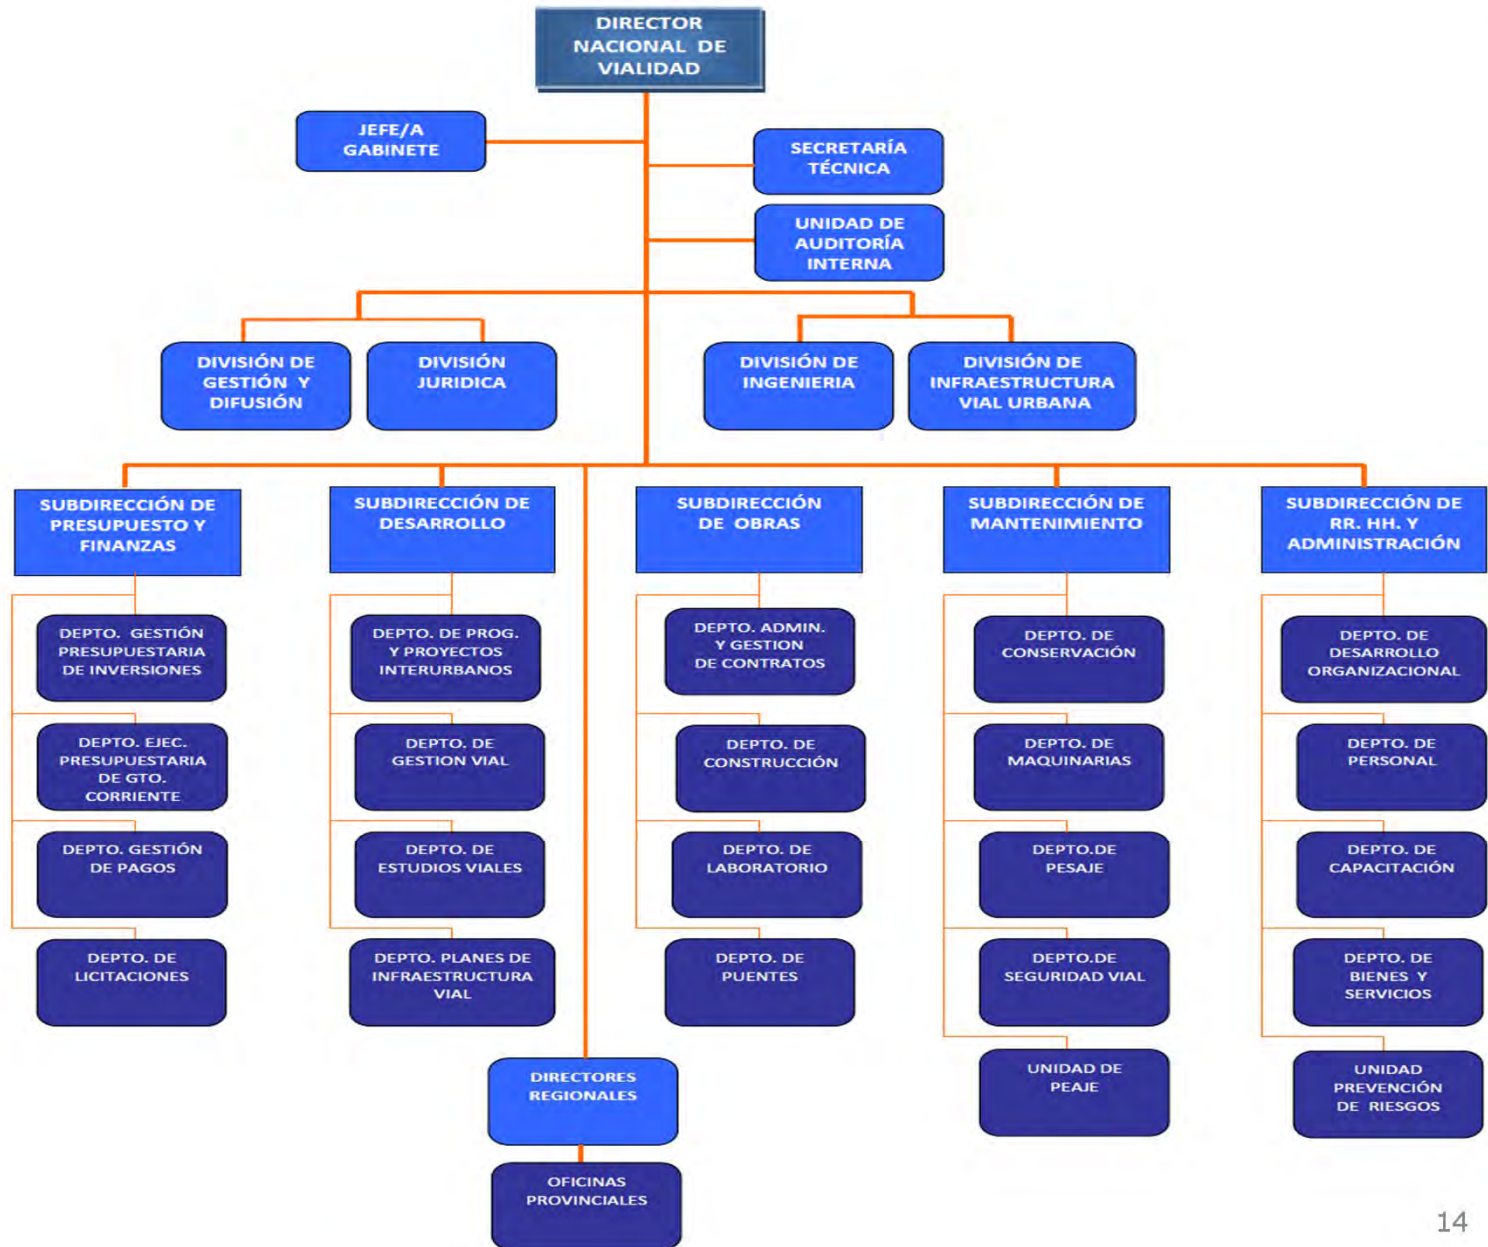 DIRECTOR
NACIONAL DE
VIALIDAD
JEFE/A
GABINETE
SECRETARÍA
TÉCNICA
UNIDAD DE
AUDITORÍA
INTERNA
DIVISIÓN DE
GESTIÓN Y
DIFUSIÓN
DIVISIÓN
JURIDICA
DIVISIÓN DE
INGENIERIA
DIVISIÓN DE
INFRAESTRUCTURA
VIAL URBANA
SUBDIRECCIÓN DE
PRESUPUESTO Y
FINANZAS
SUBDIRECCIÓN DE
DESARROLLO
SUBDIRECCIÓN
DE OBRAS
SUBDIRECCIÓN DE
MANTENIMIENTO
SUBDIRECCIÓN DE
RR. HH. Y
ADMINISTRACIÓN
DEPTO. GESTIÓN
PRESUPUESTARIA
DE INVERSIONES
DEPTO. DE PROG.
Y PROYECTOS
INTERURBANOS
DEPTO. ADMIN.
Y GESTION
DE CONTRATOS
DEPTO. DE
CONSERVACIÓN
DEPTO. DE
DESARROLLO
ORGANIZACIONAL
DEPTO. EJEC.
PRESUPUESTARIA
DE GTO.
CORRIENTE
DEPTO. DE
GESTION VIAL
DEPTO. DE
CONSTRUCCIÓN
DEPTO. DE
MAQUINARIAS
DEPTO. DE
PERSONAL
DEPTO. GESTIÓN
DE PAGOS
DEPTO. DE
ESTUDIOS VIALES
DEPTO. DE
LABORATORIO
DEPTO.DE
PESAJE
DEPTO. DE
CAPACITACIÓN
DEPTO. DE
LICITACIONES
DEPTO. PLANES DE
INFRAESTRUCTURA
VIAL
DEPTO. DE
PUENTES
DEPTO.DE
SEGURIDAD VIAL
DEPTO. DE
BIENES Y
SERVICIOS
DIRECTORES
REGIONALES
UNIDAD DE
PEAJE
UNIDAD
PREVENCIÓN
DE RIESGOS
OFICINAS
PROVINCIALES
14